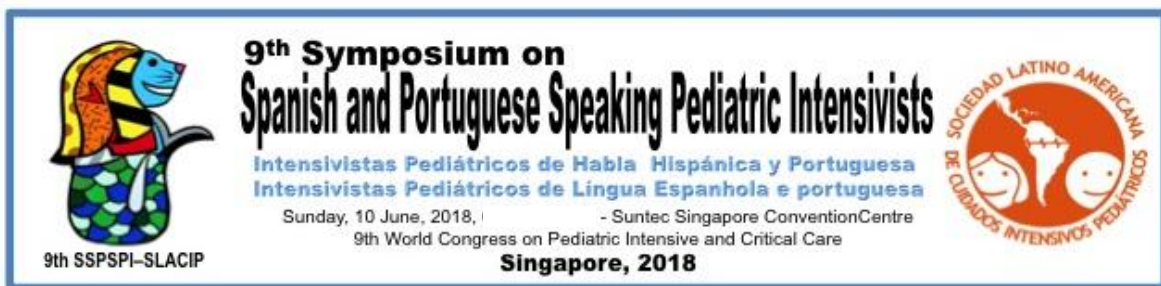 9th Symposium on
Spanish and Portuguese Speaking Pediatric Intensivists
Intensivistas Pediátricos de Habla Hispánica y Portuguesa
Intensivistas Pediátricos de Língua Espanhola e portuguesa
Sunday, 10 June, 2018, - Suntec Singapore ConventionCentre
9th World Congress on Pediatric Intensive and Critical Care
Singapore, 2018
9th SSPSPI–SLACIP
SOCIEDAD LATINO AMERICANA
DE CUIDADOS INTENSIVOS PEDIÁTRICOS